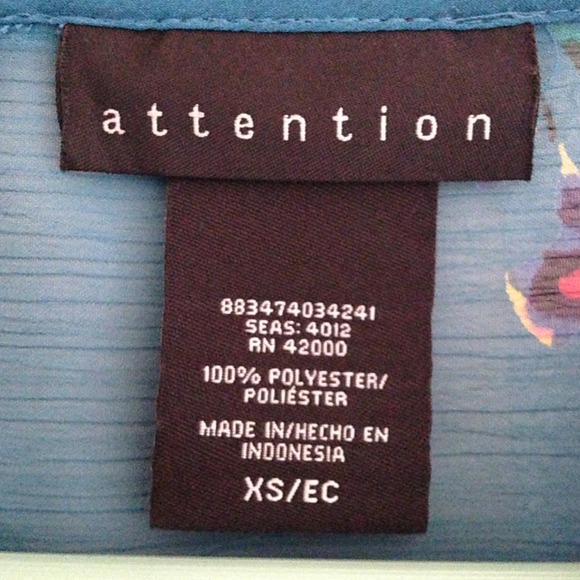 attention
883474034241
SEAS: 4012
RN 42000
100% POLYESTER/
POLIÉSTER
MADE IN/HECHO EN
INDONESIA
XS/EC